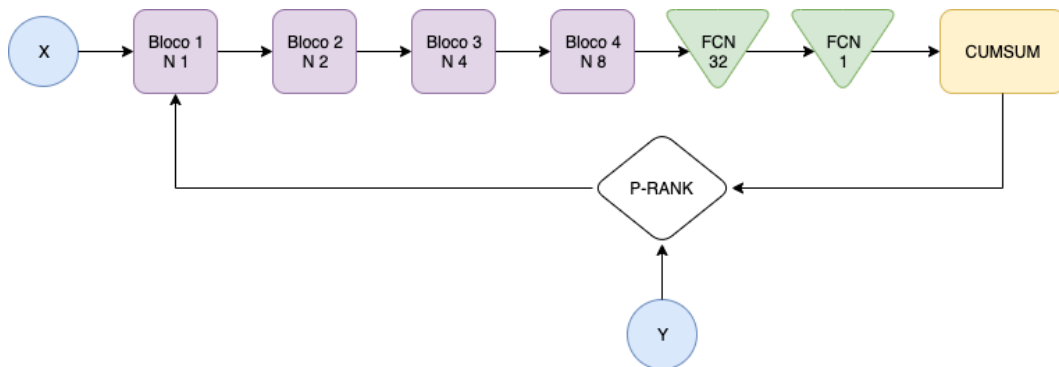 X
Bloco 1
N 1
Bloco 2
N 2
Bloco 3
N 4
Bloco 4
N 8
FCN
32
FCN
1
CUMSUM
P-RANK
Y